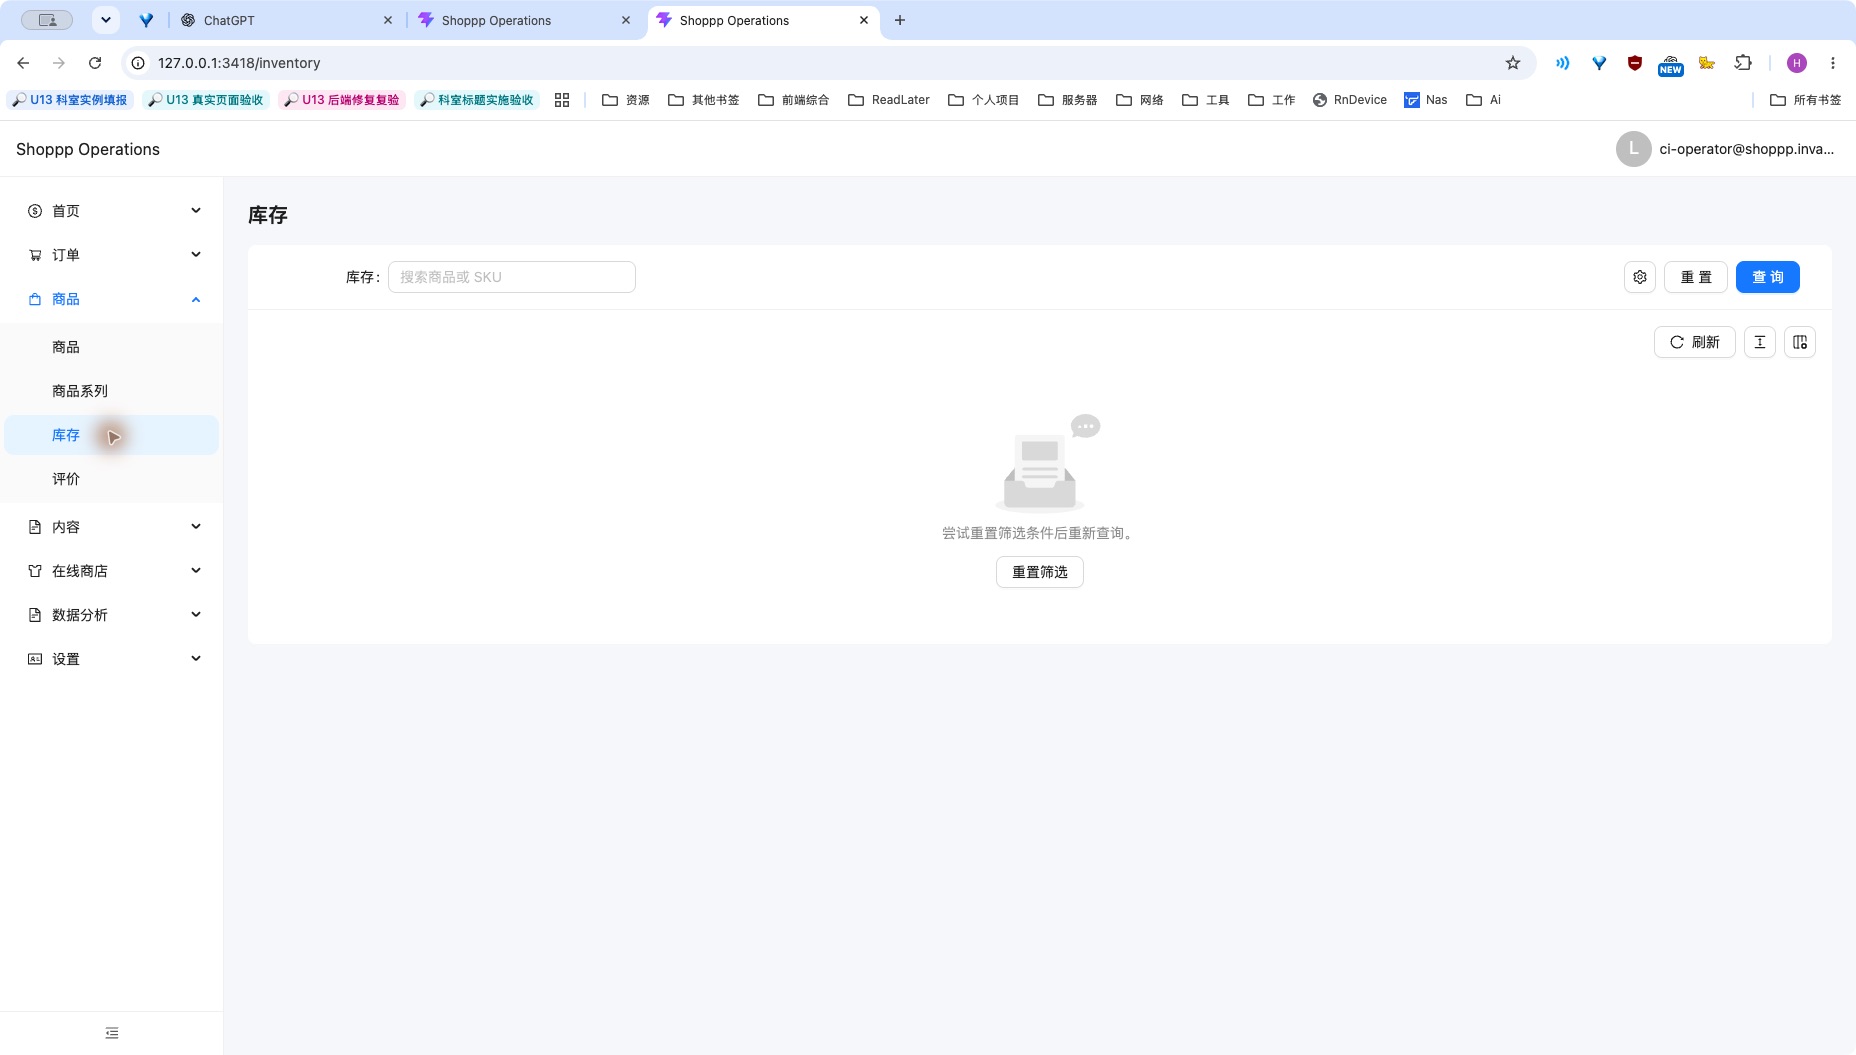 ChatGPT
Shoppp Operations
Shoppp Operations
127.0.0.1:3418/inventory
NEW
H
U13 科室实例填报
U13 真实页面验收
U13 后端修复复验
科室标题实施验收
资源
其他书签
前端综合
ReadLater
个人项目
服务器
网络
工具
工作
RnDevice
Nas
Ai
所有书签
Shoppp Operations
L
ci-operator@shoppp.inva...
首页
订单
商品
商品
商品系列
库存
评价
内容
在线商店
数据分析
设置
库存
库存:
搜索商品或 SKU
重 置
查 询
刷新
尝试重置筛选条件后重新查询。
重置筛选